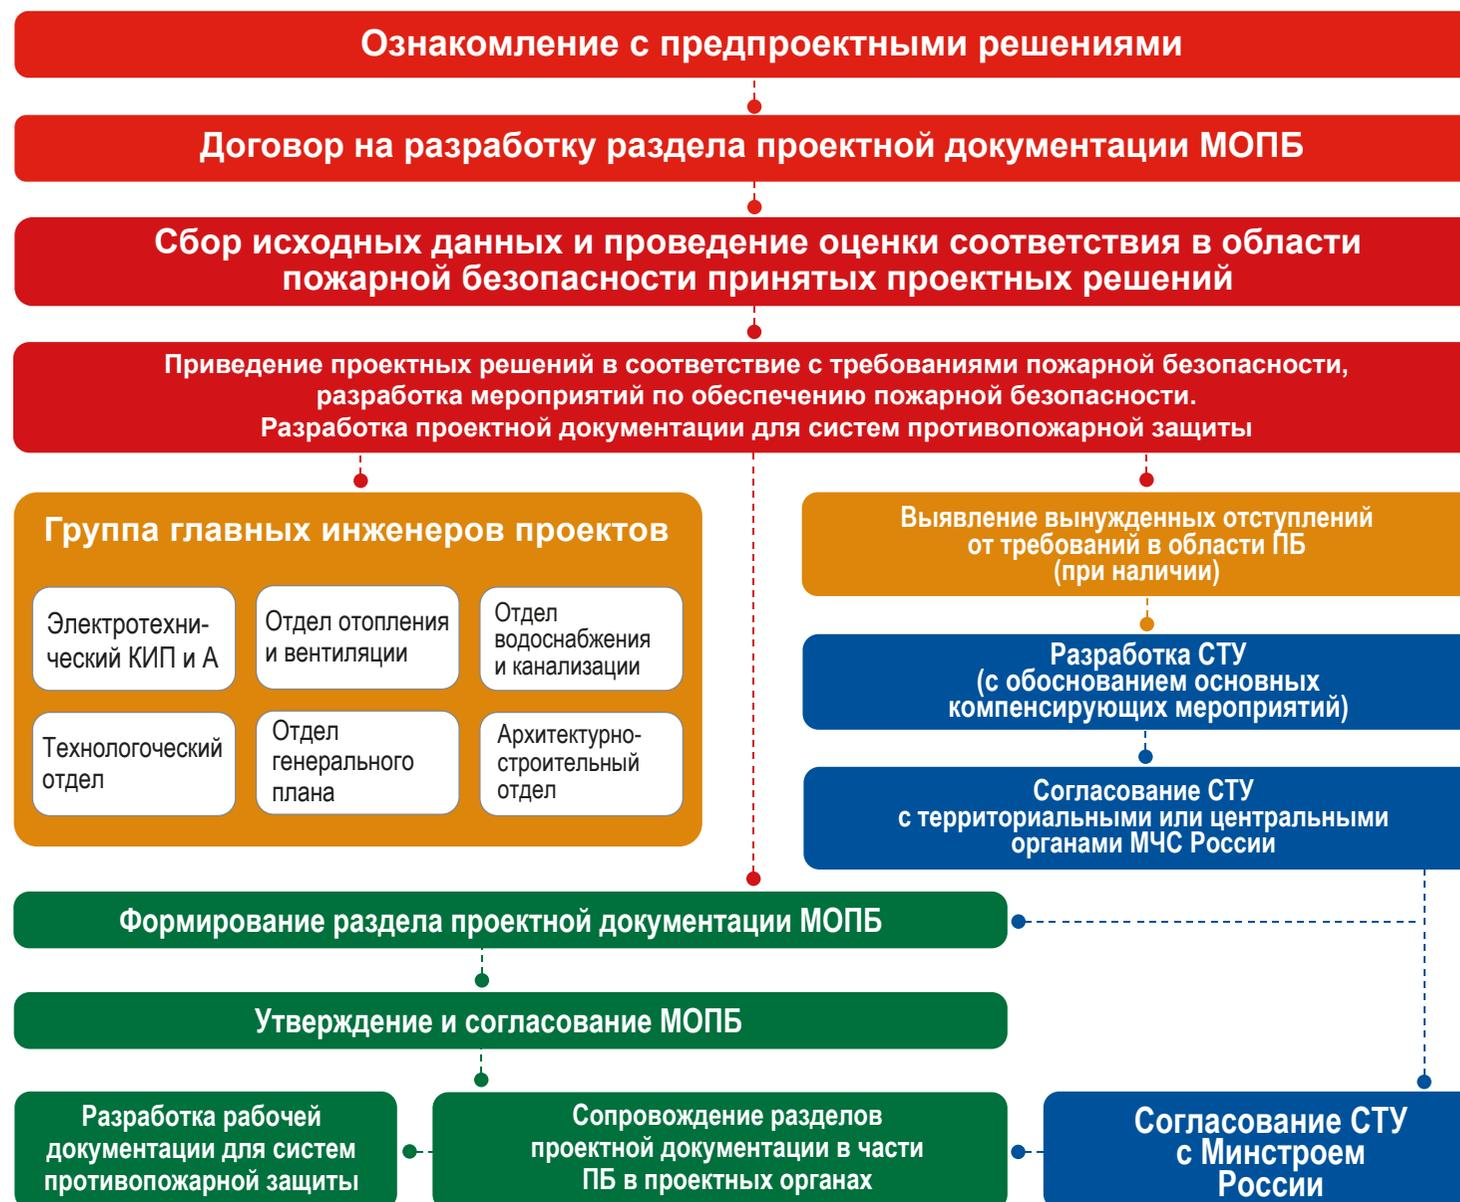 Ознакомление с предпроектными решениями
Договор на разработку раздела проектной документации МОПБ
Сбор исходных данных и проведение оценки соответствия в области
пожарной безопасности принятых проектных решений
Приведение проектных решений в соответствие с требованиями пожарной безопасности,
разработка мероприятий по обеспечению пожарной безопасности.
Разработка проектной документации для систем противопожарной защиты
Группа главных инженеров проектов
Электротехни-
ческий КИП и А
Отдел отопления
и вентиляции
Отдел
водоснабжения
и канализации
Технологоческий
отдел
Отдел
генерального
плана
Архитектурно-
строительный
отдел
Выявление вынужденных отступлений
от требований в области ПБ
(при наличии)
Разработка СТУ
(с обоснованием основных
компенсирующих мероприятий)
Согласование СТУ
с территориальными или центральными
органами МЧС России
Формирование раздела проектной документации МОПБ
Утверждение и согласование МОПБ
Разработка рабочей
документации для систем
противопожарной защиты
Сопровождение разделов
проектной документации в части
ПБ в проектных органах
Согласование СТУ
с Минстроем
России